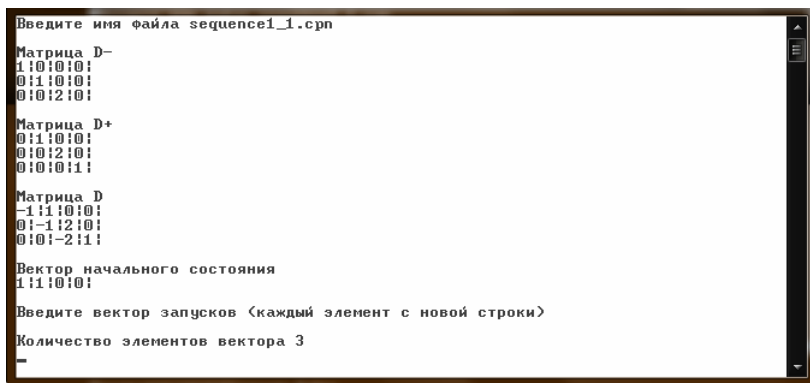 Введите имя файла sequence1_1.cpn
Матрица D-
1¦0¦0¦0¦
0¦1¦0¦0¦
0¦0¦2¦0¦
Матрица D+
0¦1¦0¦0¦
0¦0¦2¦0¦
0¦0¦0¦1¦
Матрица D
-1¦1¦0¦0¦
0¦-1¦2¦0¦
0¦0¦-2¦1¦
Вектор начального состояния
1¦1¦0¦0¦
Введите вектор запусков (каждый элемент с новой строки)
Количество элементов вектора 3